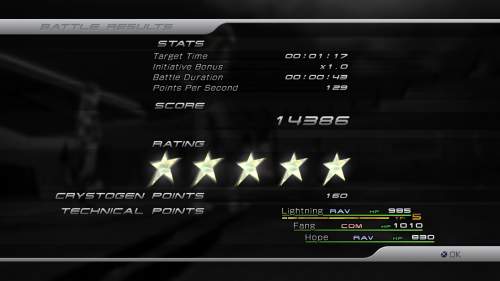 BATTLE RESULTS
STATS
Target Time 00:01:17
Initiative Bonus x1.0
Battle Duration 00:00:43
Points Per Second 129
SCORE
14386
RATING
CRYSTOGEN POINTS 160
TECHNICAL POINTS
Lightning RAV HP 985
TP 5
Fang COM HP 1010
Hope RAV HP 930
OK